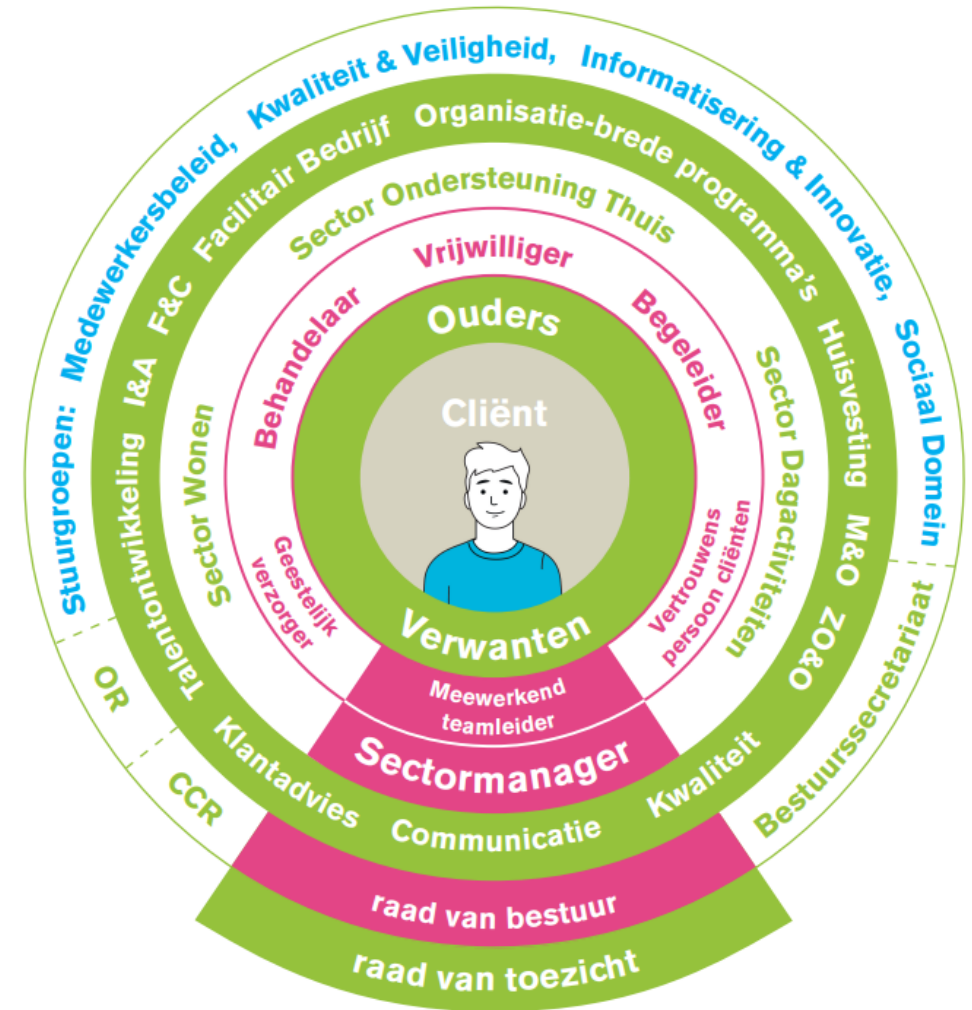 Stuurgroepen: Medewerkersbeleid, Kwaliteit & Veiligheid, Informatisering & Innovatie, Sociaal Domein
Bestuurssecretariaat
OR
CCR
Talentontwikkeling I&A F&C Facilitair Bedrijf Organisatie-brede programma's Huisvesting M&O ZO&O
Klantadvies Communicatie Kwaliteit
Sector Wonen
Sector Ondersteuning Thuis
Sector Dagactiviteiten
Geestelijk
verzorger
Behandelaar
Vrijwilliger
Begeleider
Vertrouwens
persoon cliënten
Ouders
Cliënt
Verwanten
Meewerkend
teamleider
Sectormanager
raad van bestuur
raad van toezicht